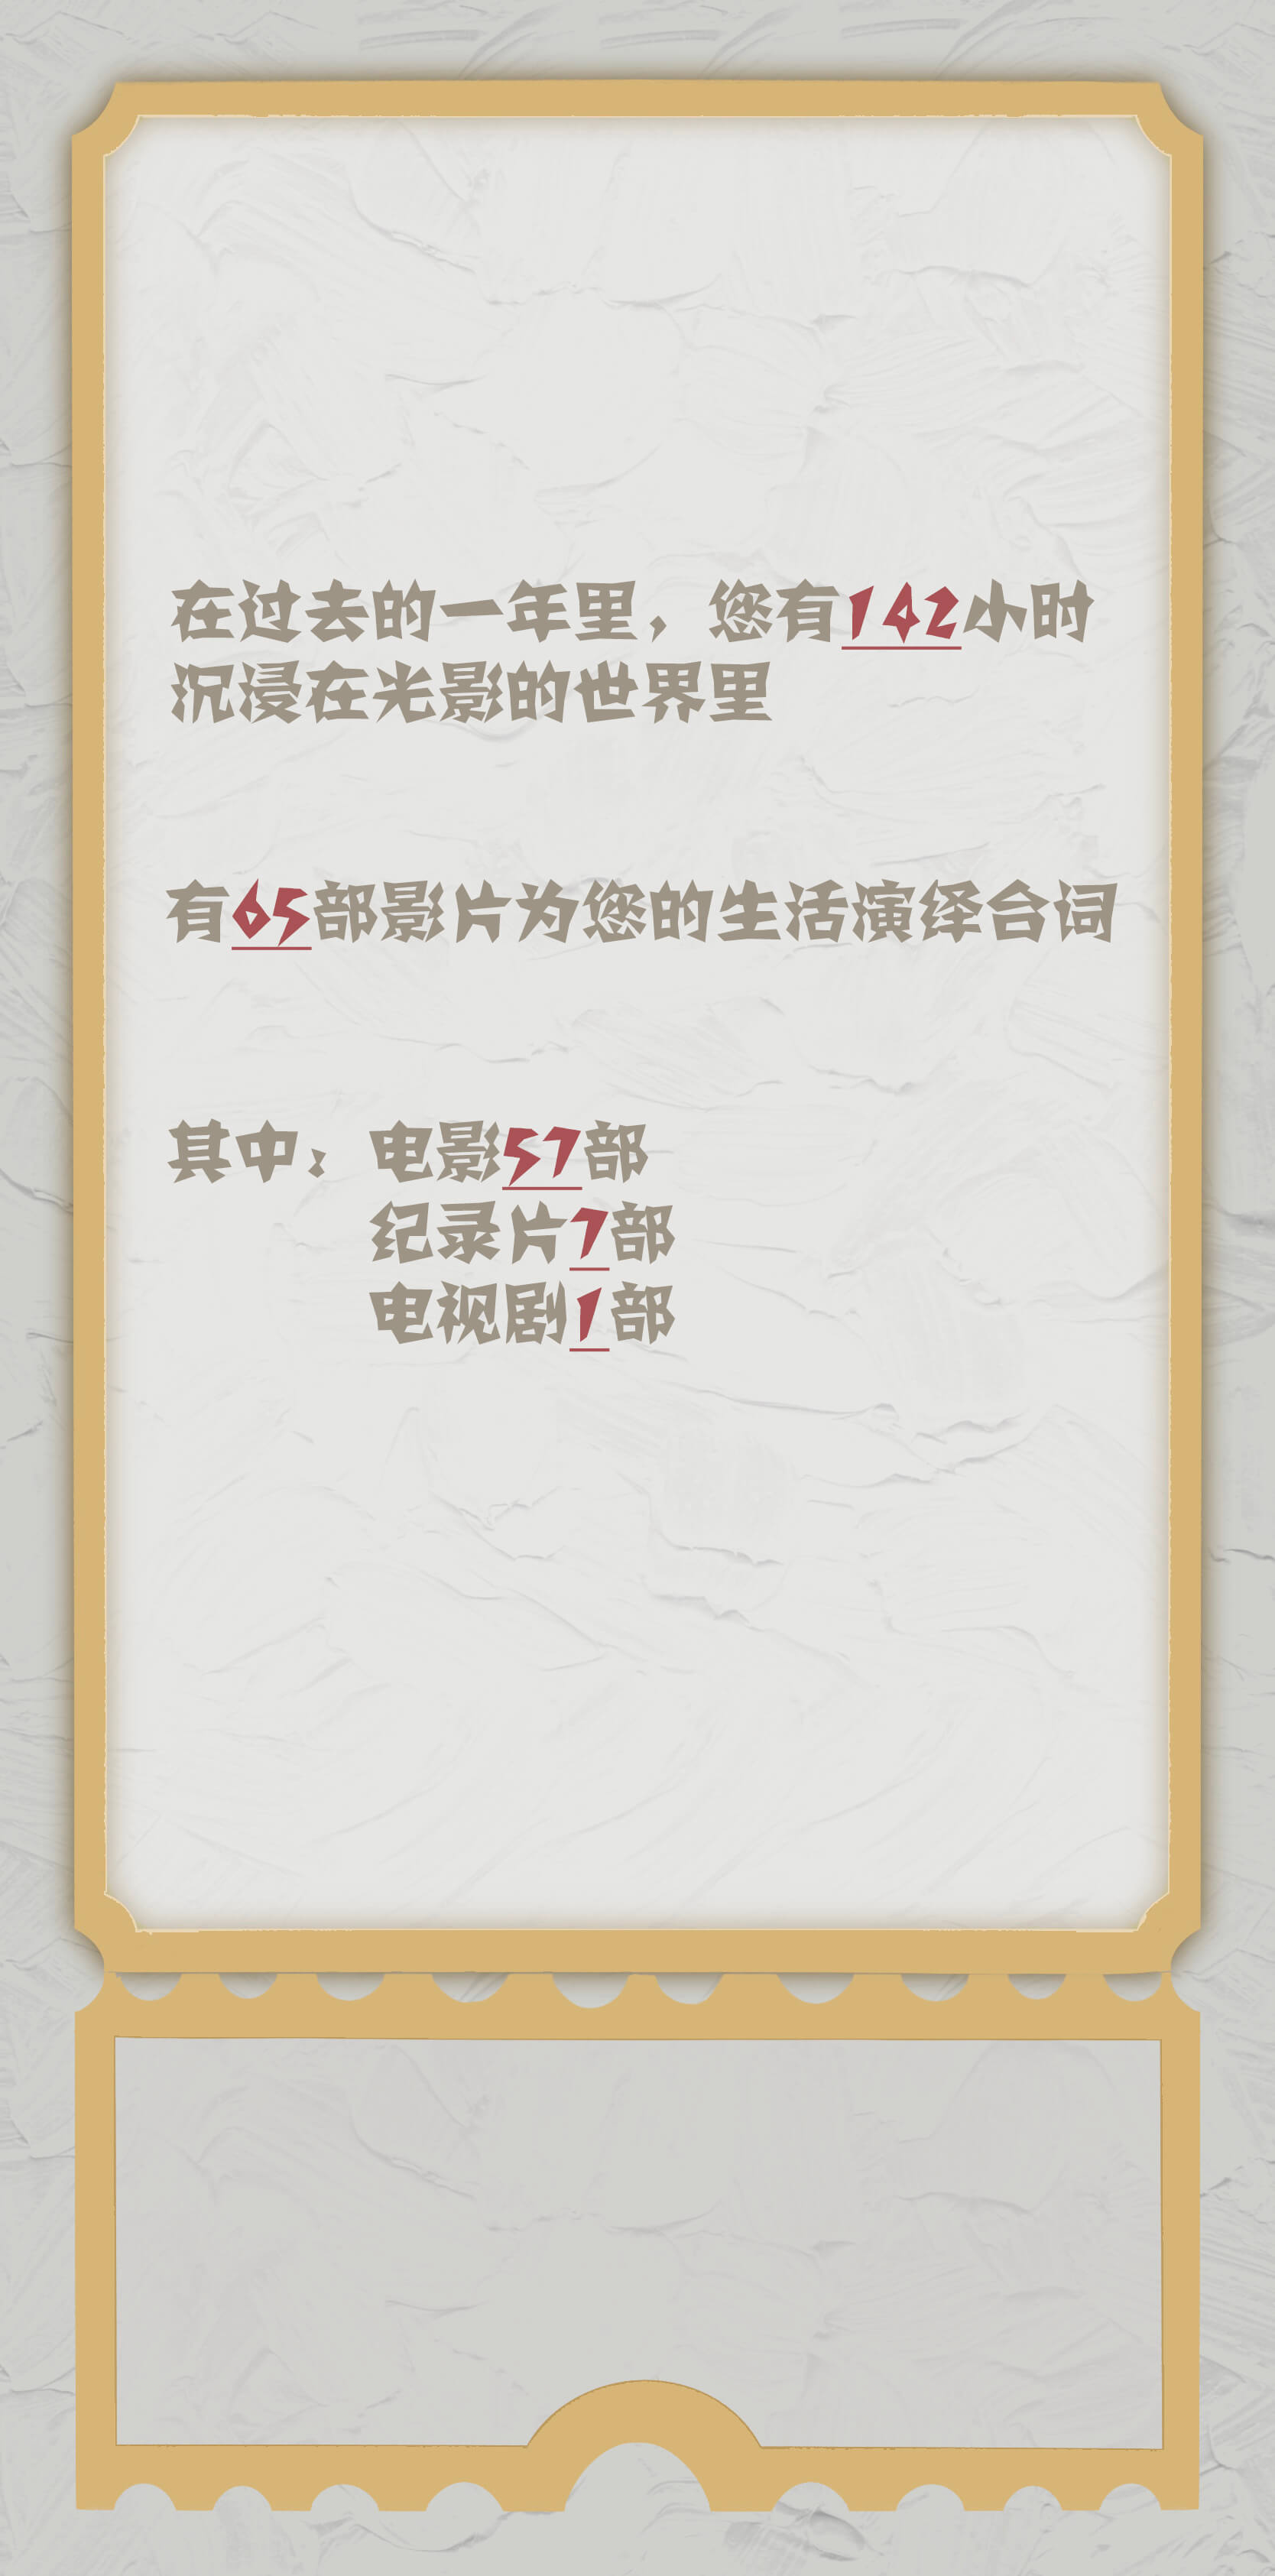 在过去的一年里，您有142小时
沉浸在光影的世界里
有65部影片为您的生活演绎台词
其中：电影57部
纪录片7部
电视剧1部